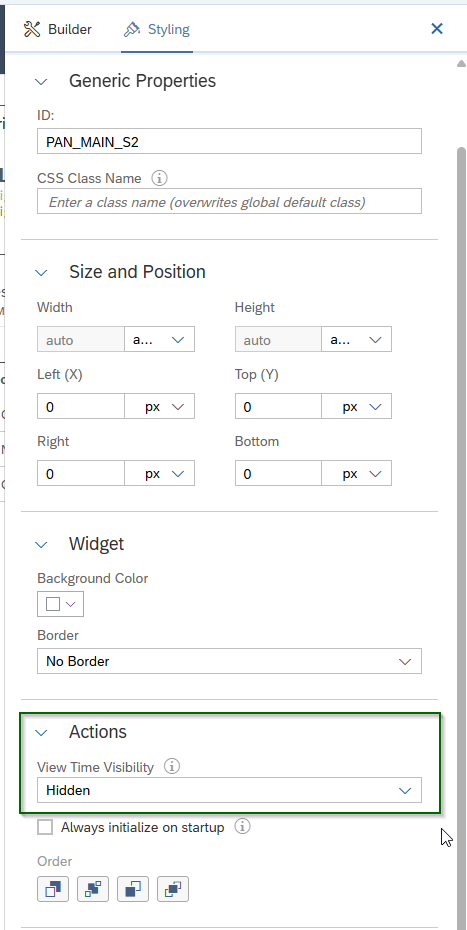 Builder Styling
Generic Properties
ID:
PAN_MAIN_S2
CSS Class Name
Enter a class name (overwrites global default class)
Size and Position
Width Height
auto a... auto a...
Left (X) Top (Y)
0 px 0 px
Right Bottom
0 px 0 px
Widget
Background Color
Border
No Border
Actions
View Time Visibility
Hidden
Always initialize on startup
Order